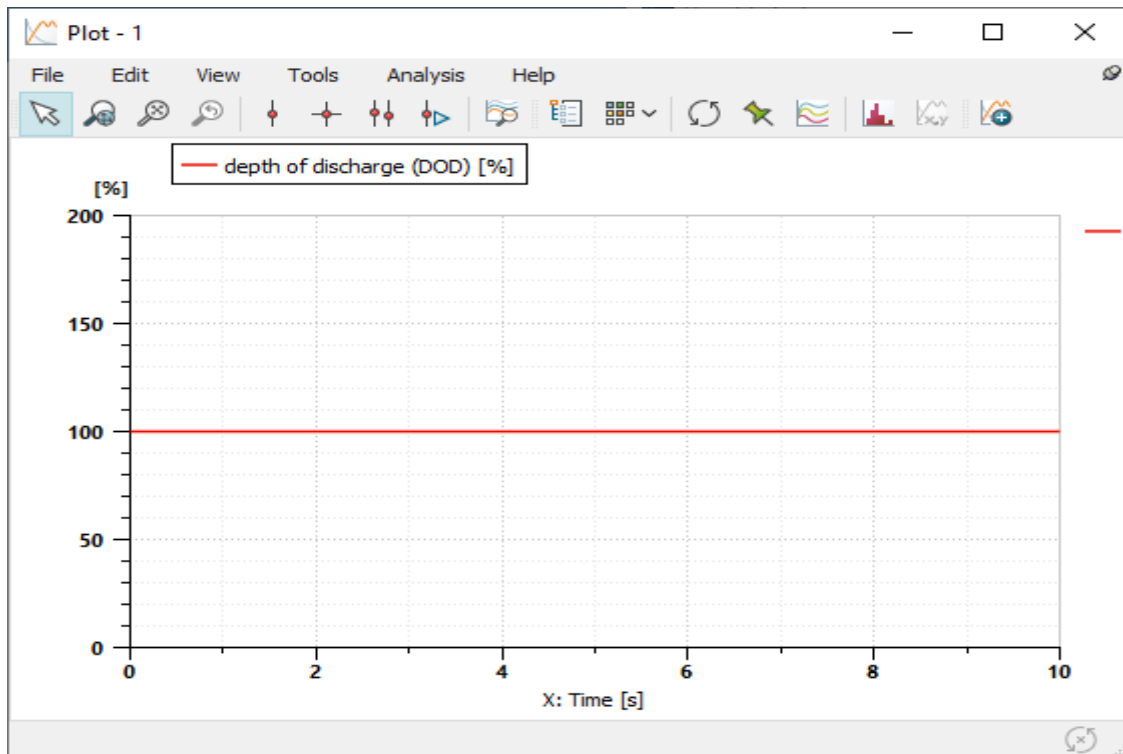 Plot - 1
File Edit View Tools Analysis Help
x,y
depth of discharge (DOD) [%]
[%]
200
150
100
50
0
0 2 4 6 8 10
X: Time [s]